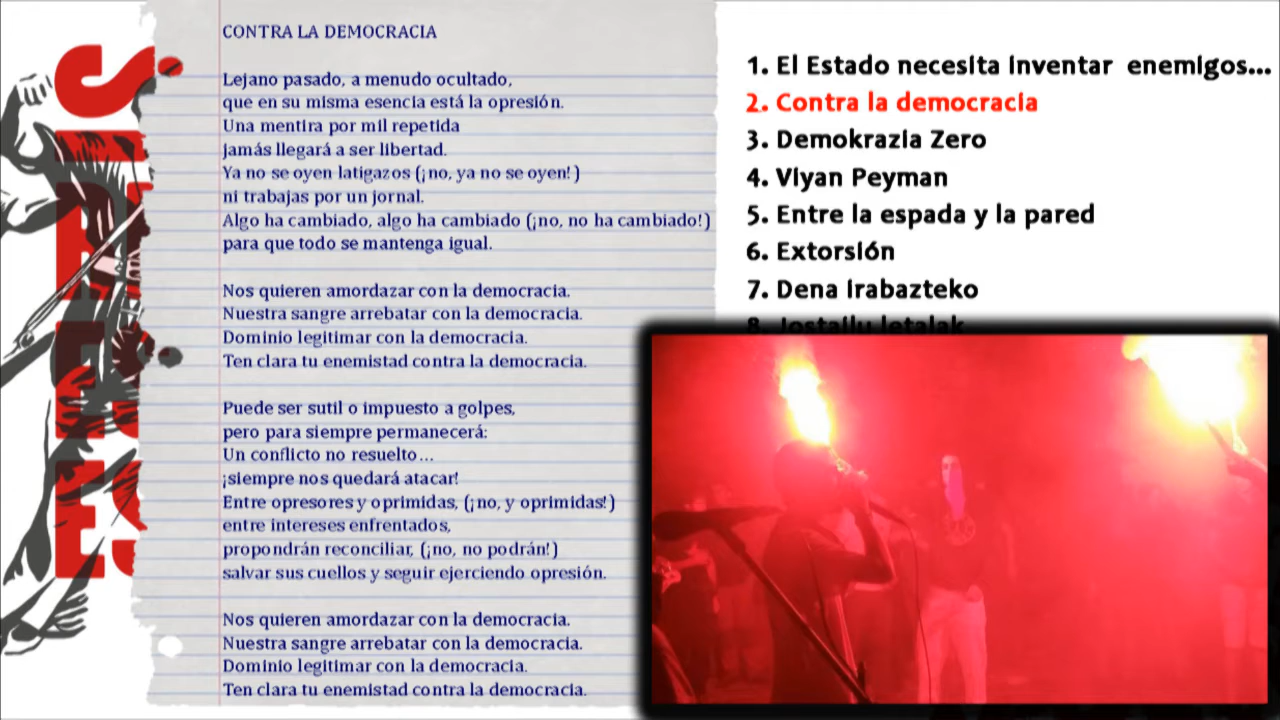 CONTRA LA DEMOCRACIA
Lejano pasado, a menudo ocultado,
que en su misma esencia está la opresión.
Una mentira por mil repetida
jamás llegará a ser libertad.
Ya no se oyen latigazos (¡no, ya no se oyen!)
ni trabajas por un jornal.
Algo ha cambiado, algo ha cambiado (¡no, no ha cambiado!)
para que todo se mantenga igual.
Nos quieren amordazar con la democracia.
Nuestra sangre arrebatar con la democracia.
Dominio legitimar con la democracia.
Ten clara tu enemistad contra la democracia.
Puede ser sutil o impuesto a golpes,
pero para siempre permanecerá:
Un conflicto no resuelto...
¡siempre nos quedará atacar!
Entre opresores y oprimidas, (¡no, y oprimidas!)
entre intereses enfrentados,
propondrán reconciliar, (¡no, no podrán!)
salvar sus cuellos y seguir ejerciendo opresión.
Nos quieren amordazar con la democracia.
Nuestra sangre arrebatar con la democracia.
Dominio legitimar con la democracia.
Ten clara tu enemistad contra la democracia.
1. El Estado necesita inventar enemigos...
2. Contra la democracia
3. Demokrazia Zero
4. Viyan Peyman
5. Entre la espada y la pared
6. Extorsión
7. Dena irabazteko
8. Jostailu letalak